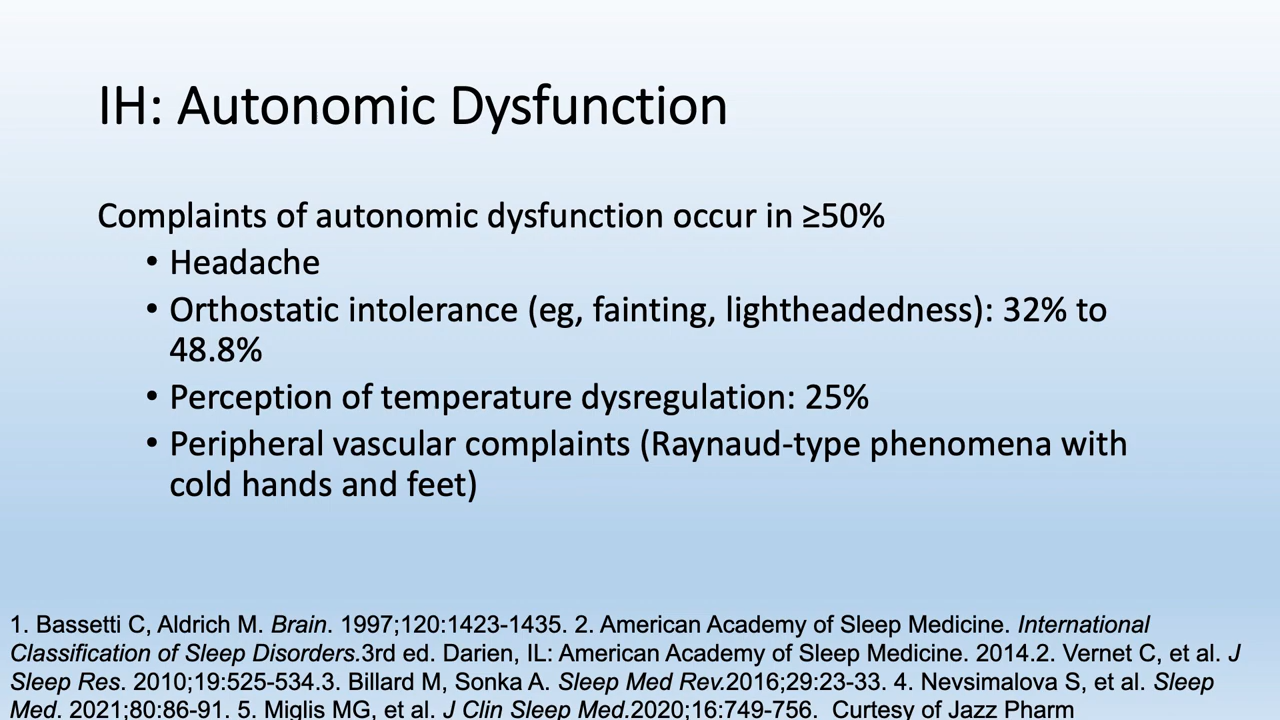 IH: Autonomic Dysfunction
Complaints of autonomic dysfunction occur in ≥50%
• Headache
• Orthostatic intolerance (eg, fainting, lightheadedness): 32% to
48.8%
• Perception of temperature dysregulation: 25%
• Peripheral vascular complaints (Raynaud-type phenomena with
cold hands and feet)
1. Bassetti C, Aldrich M. Brain. 1997;120:1423-1435. 2. American Academy of Sleep Medicine. International
Classification of Sleep Disorders.3rd ed. Darien, IL: American Academy of Sleep Medicine. 2014.2. Vernet C, et al. J
Sleep Res. 2010;19:525-534.3. Billard M, Sonka A. Sleep Med Rev.2016;29:23-33. 4. Nevsimalova S, et al. Sleep
Med. 2021;80:86-91. 5. Miglis MG, et al. J Clin Sleep Med.2020;16:749-756. Curtesy of Jazz Pharm